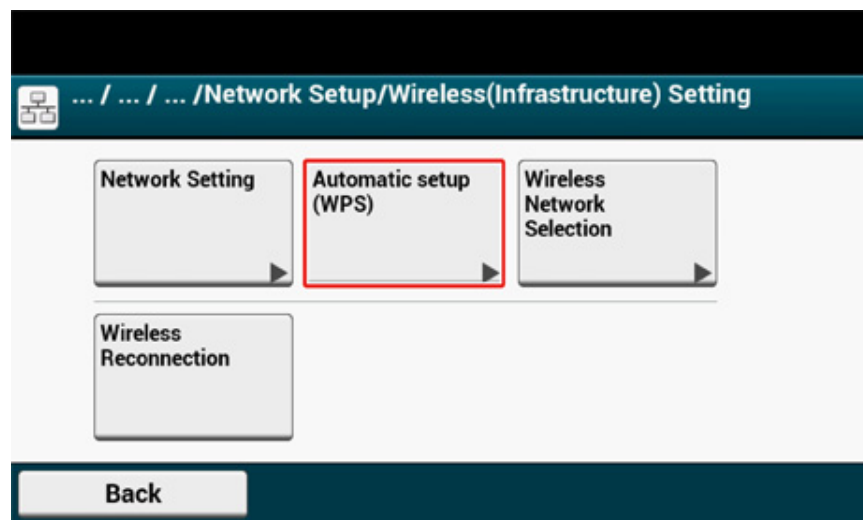 ... / ... / ... /Network Setup/Wireless(Infrastructure) Setting
Network Setting
Automatic setup
(WPS)
Wireless
Network
Selection
Wireless
Reconnection
Back